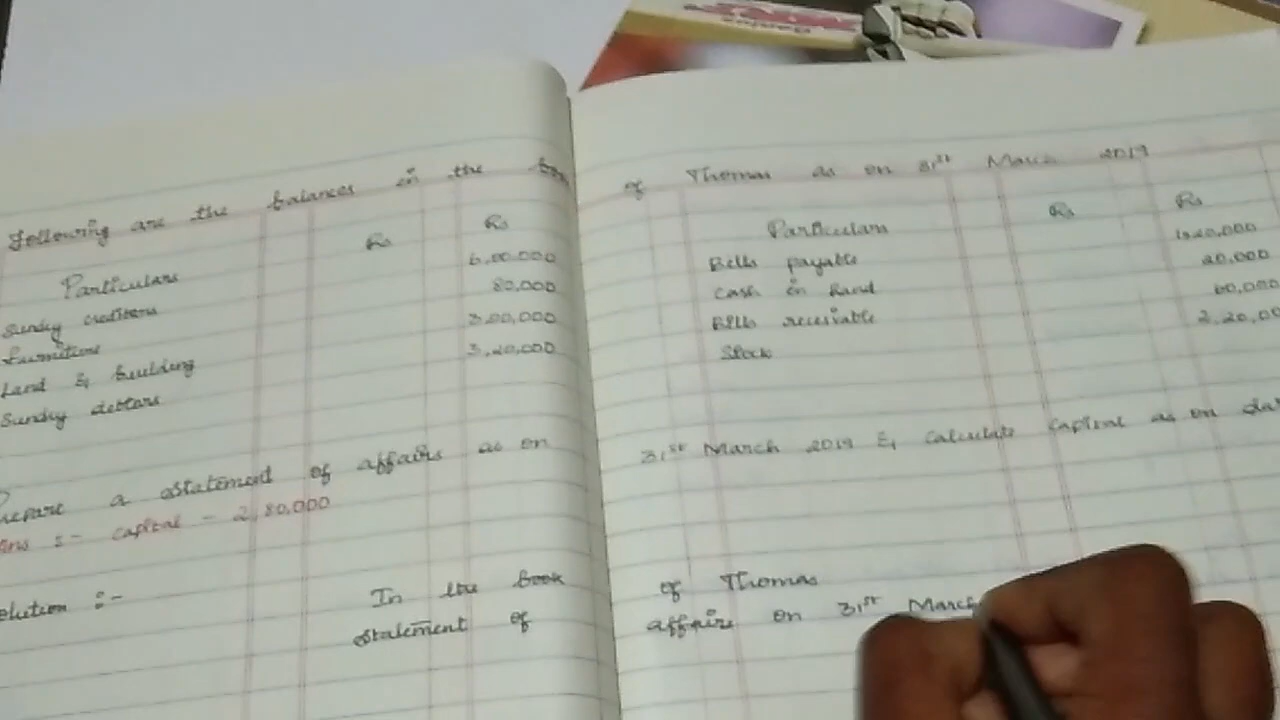 Following are the balances in the book of Thomas as on 31st March 2019
Particulars Rs Rs Particulars Rs Rs
Sundry creditors 6,00,000 Bills payable 1,20,000
Furniture 80,000 Cash in hand 20,000
Land & building 3,00,000 Bills receivable 60,000
Sundry debtors 3,20,000 Stock 2,20,00
Prepare a statement of affairs as on 31st March 2019 & calculate capital as on
Ans :- capital - 2,80,000
Solution :- In the book of Thomas
Statement of affairs on 31st March